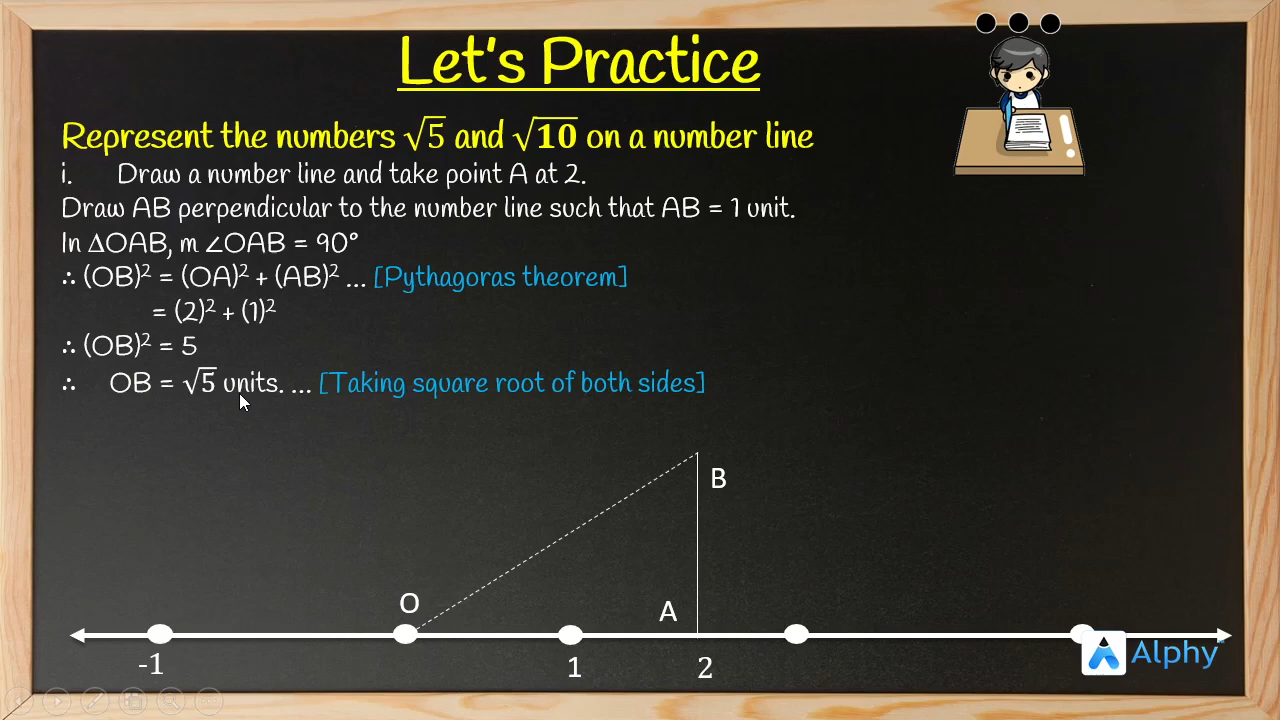 Let's Practice
Represent the numbers √5 and √10 on a number line
i. Draw a number line and take point A at 2.
Draw AB perpendicular to the number line such that AB = 1 unit.
In ∆OAB, m ∠OAB = 90°
∴ (OB)² = (OA)² + (AB)² ... [Pythagoras theorem]
= (2)² + (1)²
∴ (OB)² = 5
∴ OB = √5 units. ... [Taking square root of both sides]
B
O
A
-1
1
2
Alphy